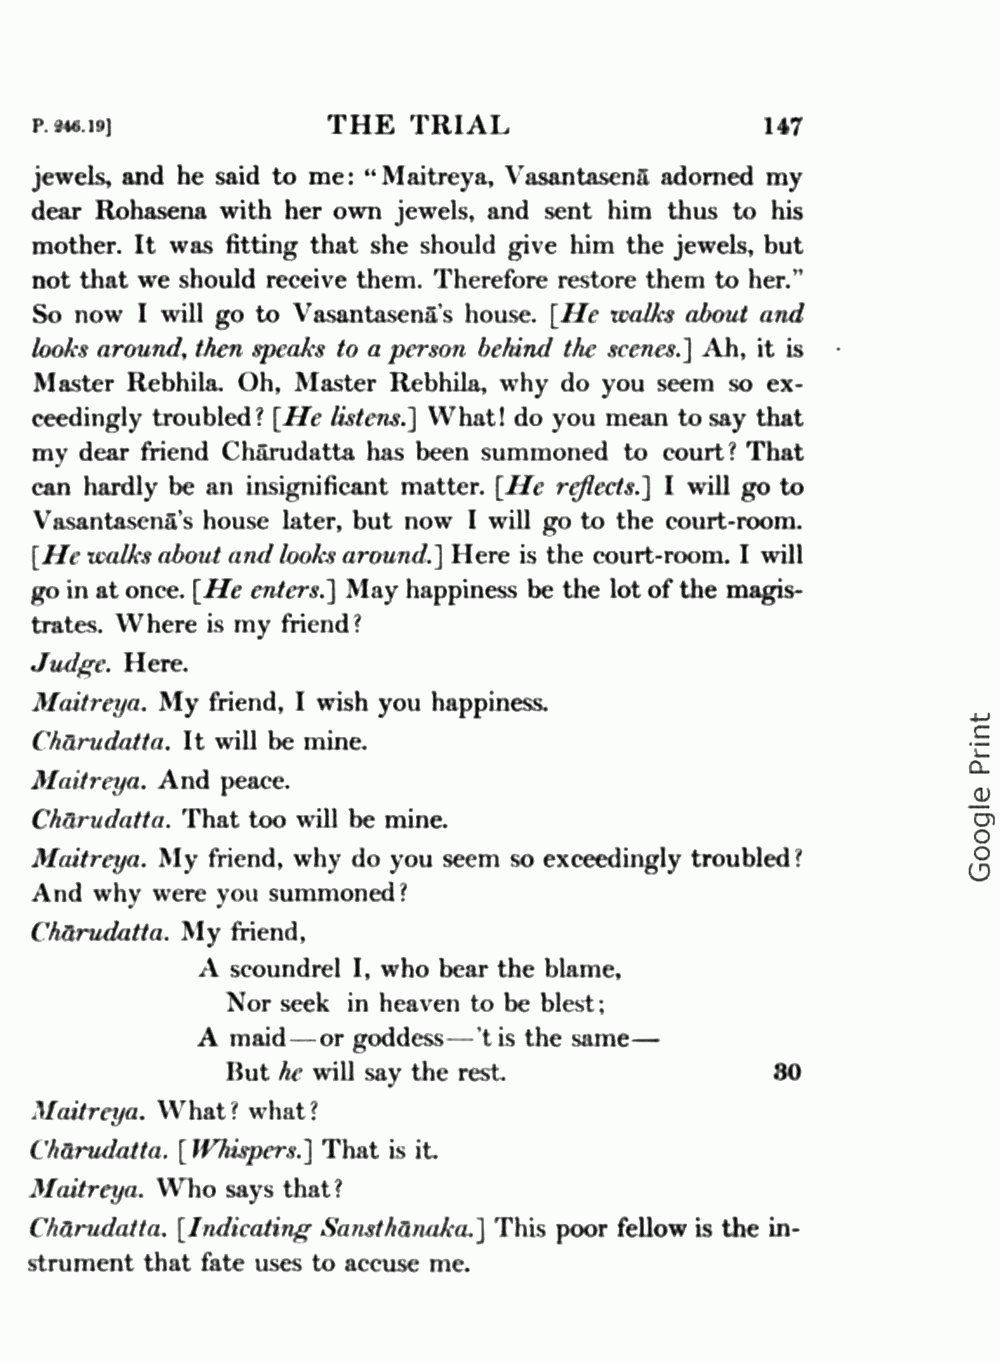 P. 246.19] THE TRIAL 147
jewels, and he said to me: “Maitreya, Vasantasenā adorned my
dear Rohasena with her own jewels, and sent him thus to his
mother. It was fitting that she should give him the jewels, but
not that we should receive them. Therefore restore them to her.”
So now I will go to Vasantasenā's house. [He walks about and
looks around, then speaks to a person behind the scenes.] Ah, it is
Master Rebhila. Oh, Master Rebhila, why do you seem so ex-
ceedingly troubled? [He listens.] What! do you mean to say that
my dear friend Chārudatta has been summoned to court? That
can hardly be an insignificant matter. [He reflects.] I will go to
Vasantasenā's house later, but now I will go to the court-room.
[He walks about and looks around.] Here is the court-room. I will
go in at once. [He enters.] May happiness be the lot of the magis-
trates. Where is my friend?
Judge. Here.
Maitreya. My friend, I wish you happiness.
Chārudatta. It will be mine.
Maitreya. And peace.
Chārudatta. That too will be mine.
Maitreya. My friend, why do you seem so exceedingly troubled?
And why were you summoned?
Chārudatta. My friend,
A scoundrel I, who bear the blame,
Nor seek in heaven to be blest;
A maid—or goddess—'t is the same—
But he will say the rest. 30
Maitreya. What? what?
Chārudatta. [Whispers.] That is it.
Maitreya. Who says that?
Chārudatta. [Indicating Sansthānaka.] This poor fellow is the in-
strument that fate uses to accuse me.
Google Print